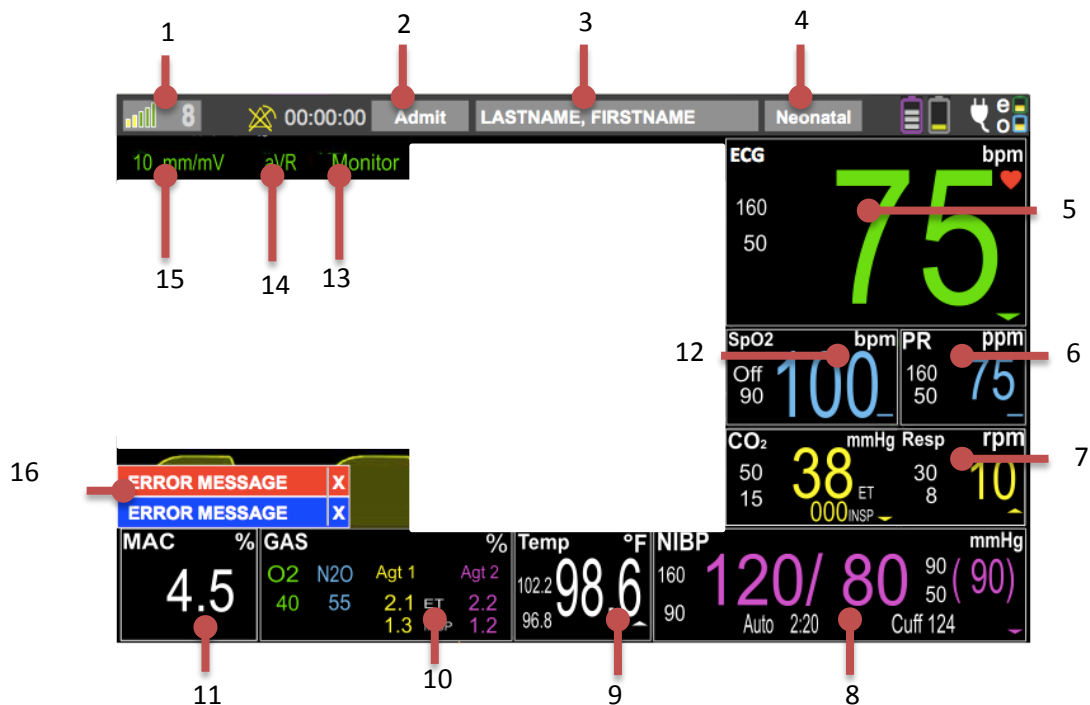 1 2 3 4
8 00:00:00 Admit LASTNAME, FIRSTNAME Neonatal e
o
10 mm/mV aVR Monitor
ECG bpm
160 75
50
5
15 14 13
12
SpO2 bpm
Off 100
90
PR ppm
160 75
50
6
CO2 mmHg Resp rpm
50 38 ET 30 10
15 000 INSP 8
7
16
ERROR MESSAGE X
ERROR MESSAGE X
MAC %
4.5
GAS %
O2 N2O Agt 1 Agt 2
40 55 2.1 ET 2.2
1.3 1.2
Temp °F
102.2 98.6
96.8
NIBP mmHg
160 120/ 80 90 (90)
90 50
Auto 2:20 Cuff 124
11 10 9 8